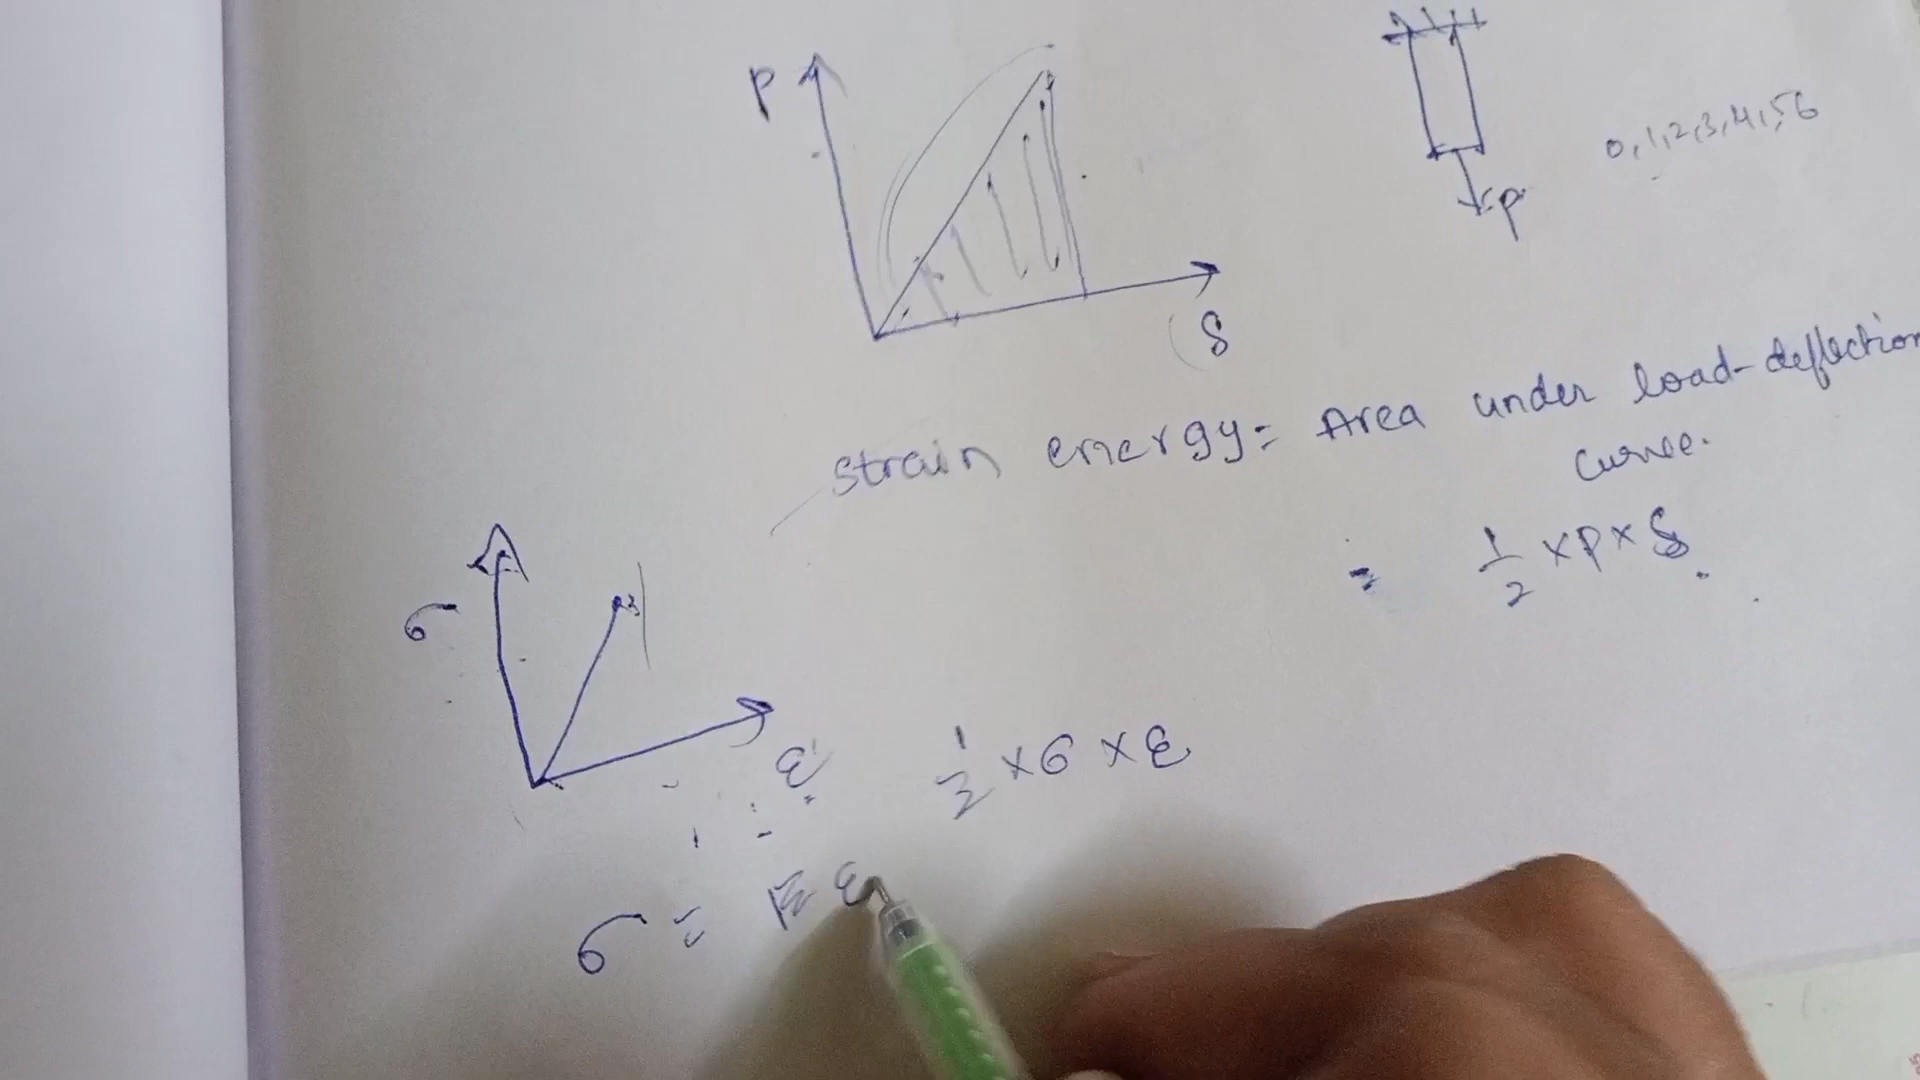 P
0,1,2,3,4,5 6
P
δ
strain energy = Area under load-deflection
curve.
= 1/2 × P × δ
σ
ε
1/2 × σ × ε
σ = E ε